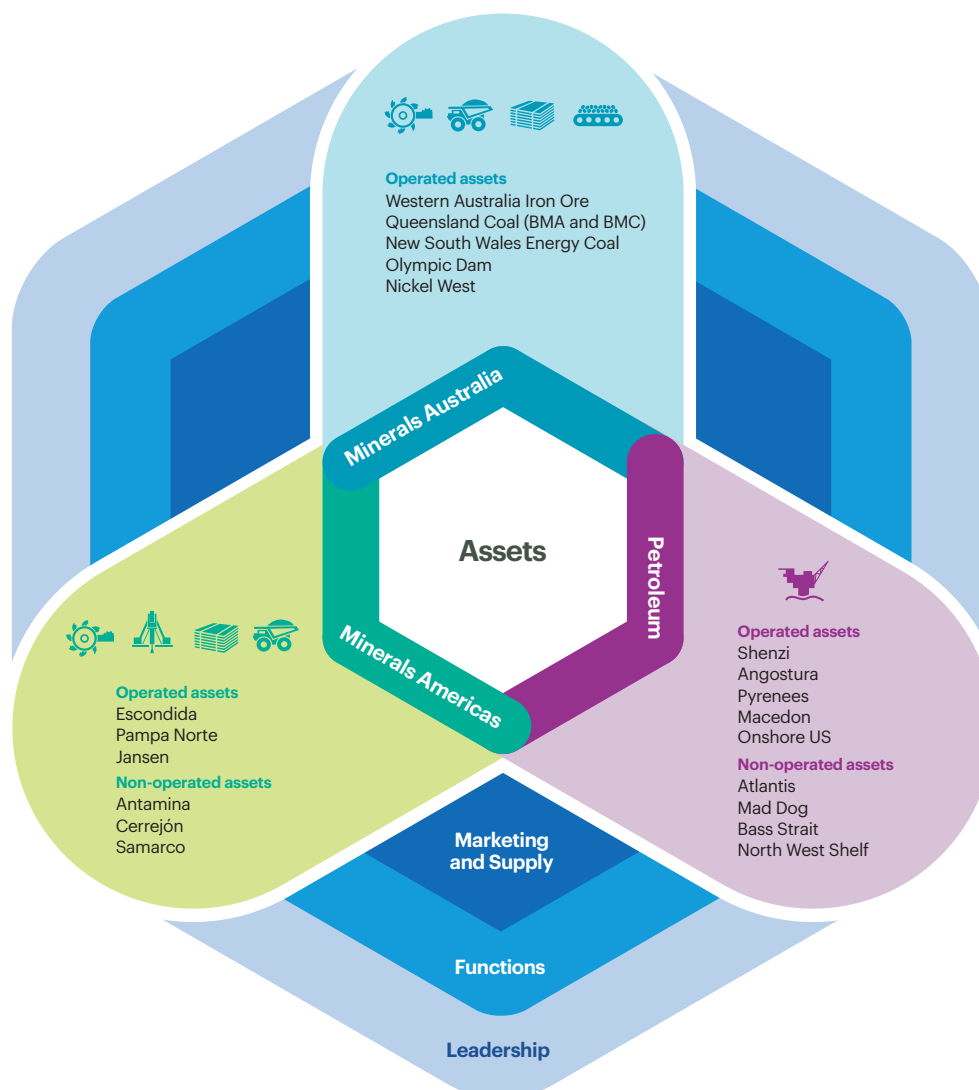 Operated assets
Western Australia Iron Ore
Queensland Coal (BMA and BMC)
New South Wales Energy Coal
Olympic Dam
Nickel West
Minerals Australia
Assets
Petroleum
Minerals Americas
Operated assets
Escondida
Pampa Norte
Jansen
Non-operated assets
Antamina
Cerrejón
Samarco
Operated assets
Shenzi
Angostura
Pyrenees
Macedon
Onshore US
Non-operated assets
Atlantis
Mad Dog
Bass Strait
North West Shelf
Marketing
and Supply
Functions
Leadership